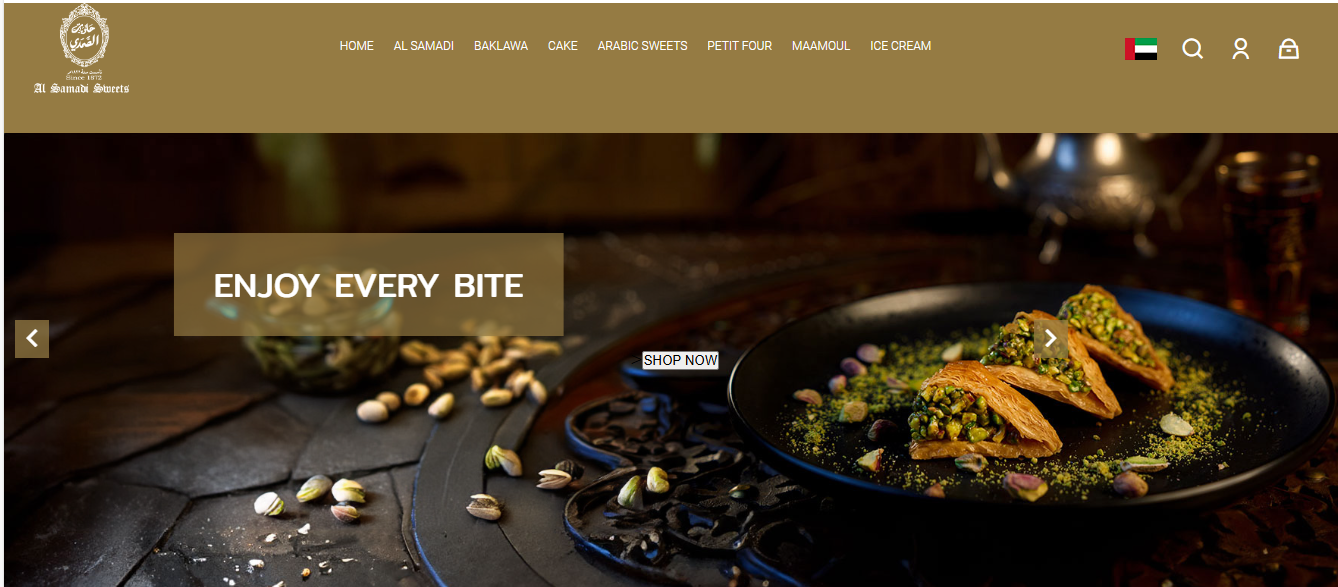 حلويات
الصمدي
Since 1872
Al Samadi Sweets
HOME AL SAMADI BAKLAWA CAKE ARABIC SWEETS PETIT FOUR MAAMOUL ICE CREAM
ENJOY EVERY BITE
SHOP NOW